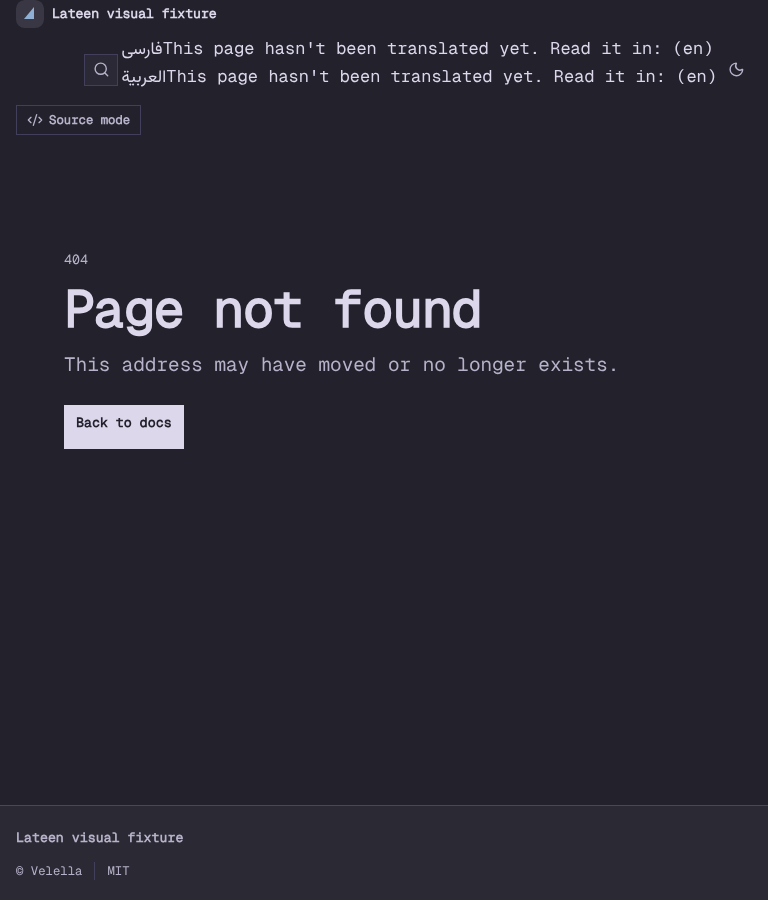 Lateen visual fixture
فارسیThis page hasn't been translated yet. Read it in: (en)
العربيةThis page hasn't been translated yet. Read it in: (en)
Source mode
404
Page not found
This address may have moved or no longer exists.
Back to docs
Lateen visual fixture
© Velella
MIT